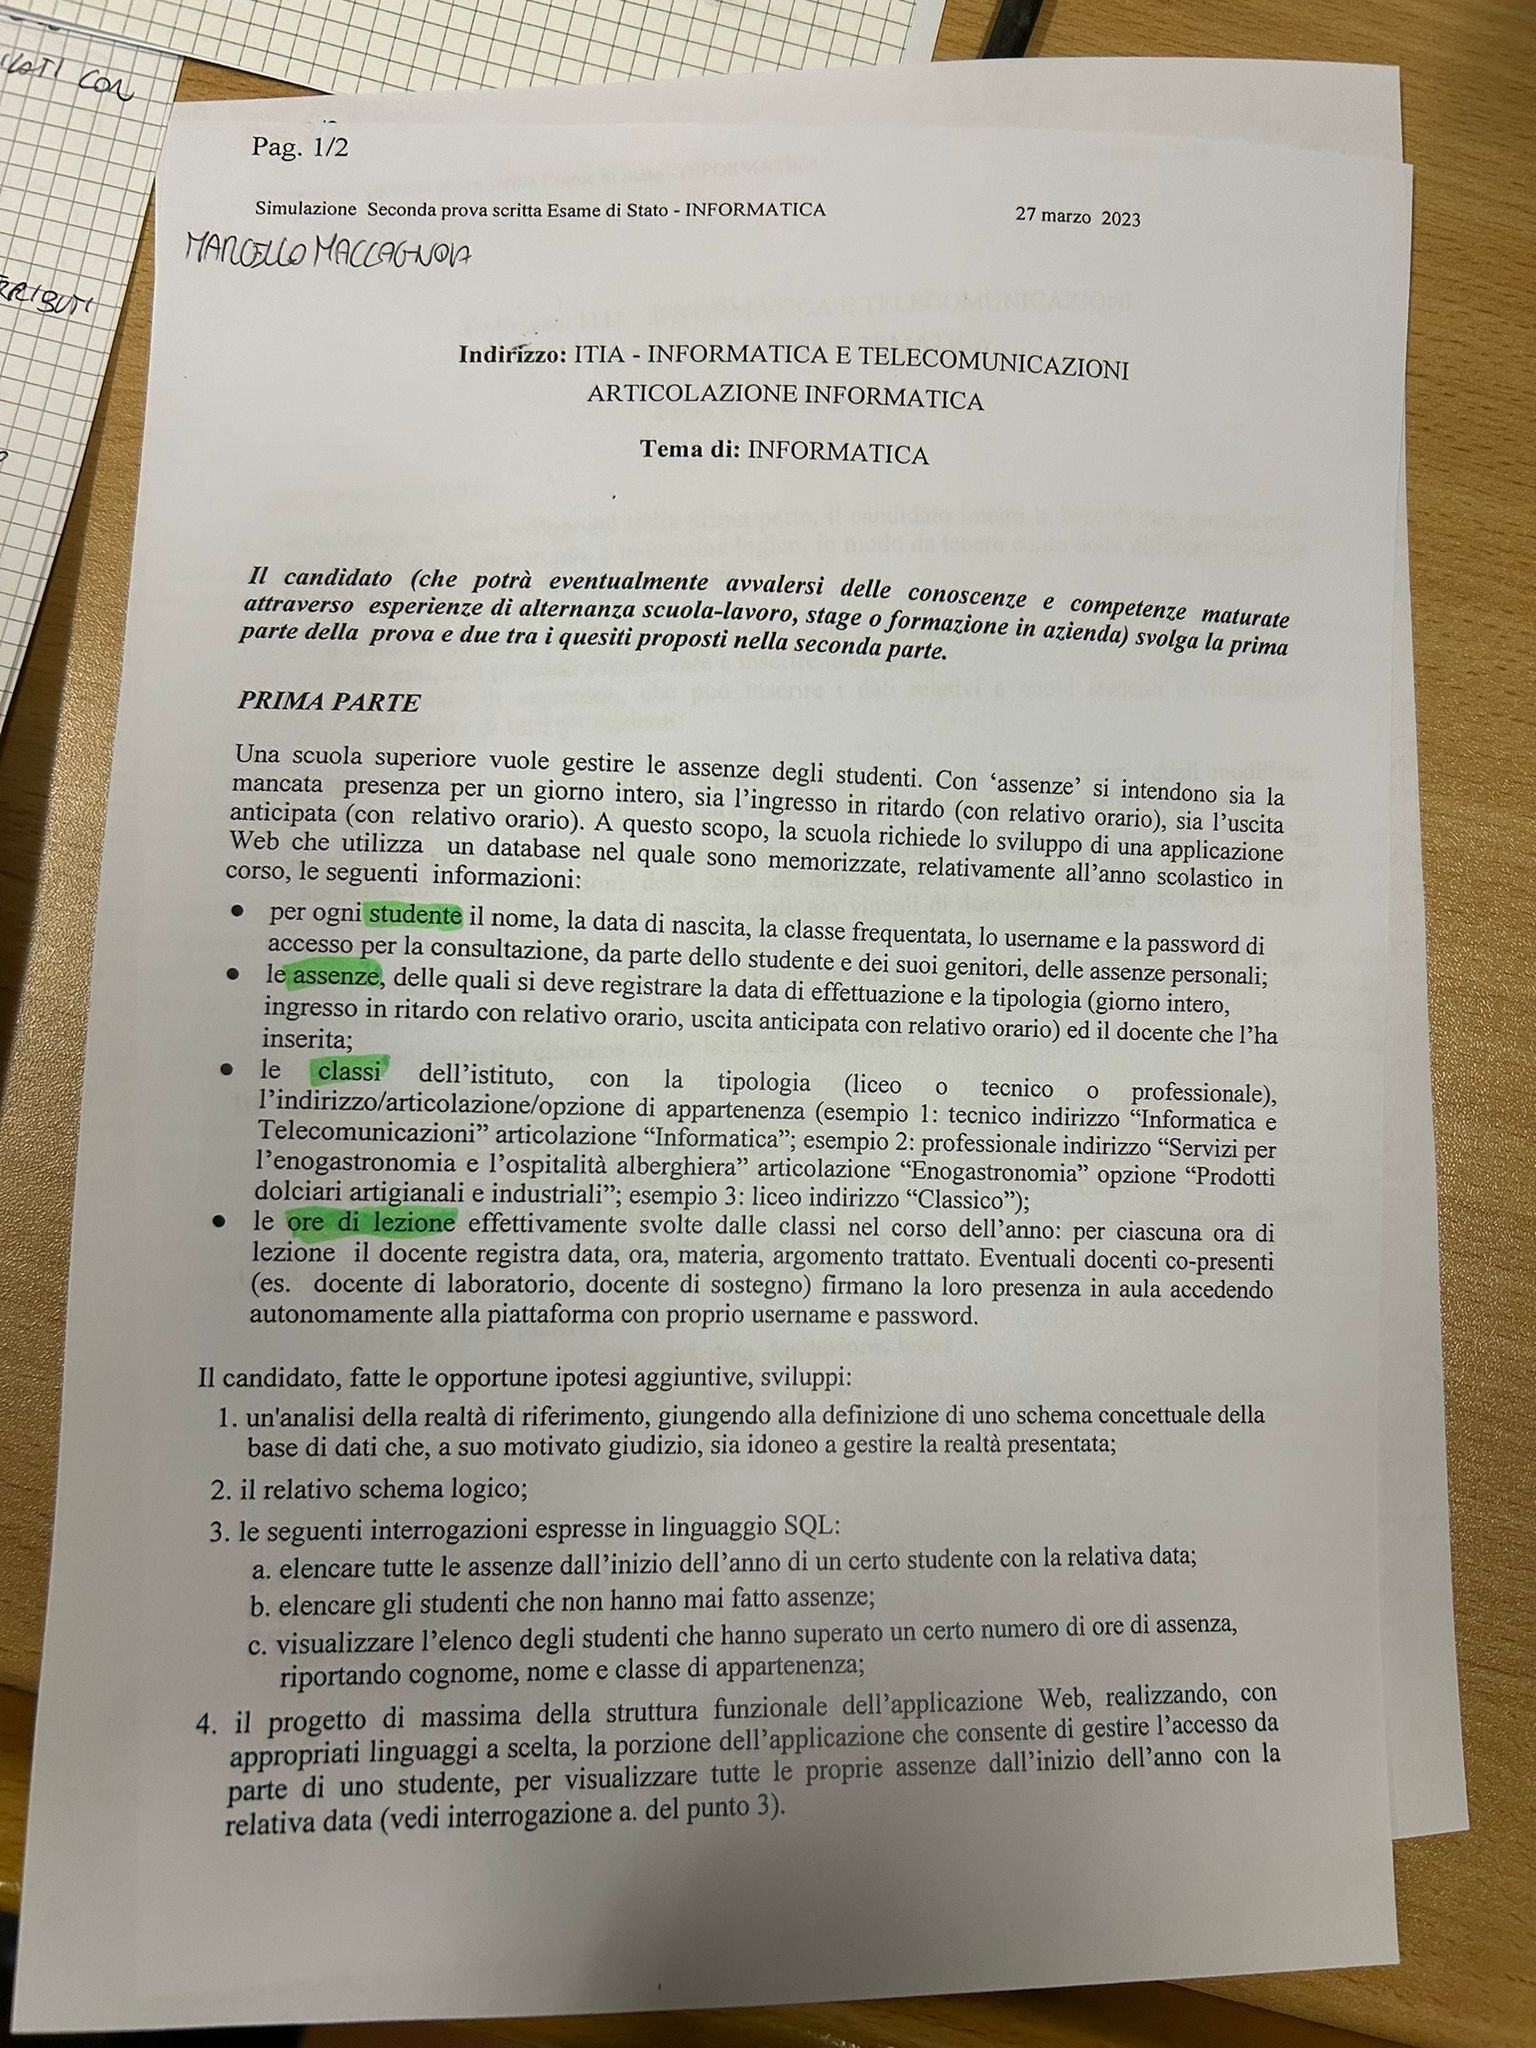 CON
Pag. 1/2
Simulazione Seconda prova scritta Esame di Stato - INFORMATICA 27 marzo 2023
MARCELLO MACCAGNOLA
Indirizzo: ITIA - INFORMATICA E TELECOMUNICAZIONI
ARTICOLAZIONE INFORMATICA
Tema di: INFORMATICA
Il candidato (che potrà eventualmente avvalersi delle conoscenze e competenze maturate
attraverso esperienze di alternanza scuola-lavoro, stage o formazione in azienda) svolga la prima
parte della prova e due tra i quesiti proposti nella seconda parte.
PRIMA PARTE
Una scuola superiore vuole gestire le assenze degli studenti. Con ‘assenze’ si intendono sia la
mancata presenza per un giorno intero, sia l’ingresso in ritardo (con relativo orario), sia l’uscita
anticipata (con relativo orario). A questo scopo, la scuola richiede lo sviluppo di una applicazione
Web che utilizza un database nel quale sono memorizzate, relativamente all’anno scolastico in
corso, le seguenti informazioni:
• per ogni studente il nome, la data di nascita, la classe frequentata, lo username e la password di
accesso per la consultazione, da parte dello studente e dei suoi genitori, delle assenze personali;
• le assenze, delle quali si deve registrare la data di effettuazione e la tipologia (giorno intero,
ingresso in ritardo con relativo orario, uscita anticipata con relativo orario) ed il docente che l’ha
inserita;
• le classi dell’istituto, con la tipologia (liceo o tecnico o professionale),
l’indirizzo/articolazione/opzione di appartenenza (esempio 1: tecnico indirizzo “Informatica e
Telecomunicazioni” articolazione “Informatica”; esempio 2: professionale indirizzo “Servizi per
l’enogastronomia e l’ospitalità alberghiera” articolazione “Enogastronomia” opzione “Prodotti
dolciari artigianali e industriali”; esempio 3: liceo indirizzo “Classico”);
• le ore di lezione effettivamente svolte dalle classi nel corso dell’anno: per ciascuna ora di
lezione il docente registra data, ora, materia, argomento trattato. Eventuali docenti co-presenti
(es. docente di laboratorio, docente di sostegno) firmano la loro presenza in aula accedendo
autonomamente alla piattaforma con proprio username e password.
Il candidato, fatte le opportune ipotesi aggiuntive, sviluppi:
1. un'analisi della realtà di riferimento, giungendo alla definizione di uno schema concettuale della
base di dati che, a suo motivato giudizio, sia idoneo a gestire la realtà presentata;
2. il relativo schema logico;
3. le seguenti interrogazioni espresse in linguaggio SQL:
a. elencare tutte le assenze dall’inizio dell’anno di un certo studente con la relativa data;
b. elencare gli studenti che non hanno mai fatto assenze;
c. visualizzare l’elenco degli studenti che hanno superato un certo numero di ore di assenza,
riportando cognome, nome e classe di appartenenza;
4. il progetto di massima della struttura funzionale dell’applicazione Web, realizzando, con
appropriati linguaggi a scelta, la porzione dell’applicazione che consente di gestire l’accesso da
parte di uno studente, per visualizzare tutte le proprie assenze dall’inizio dell’anno con la
relativa data (vedi interrogazione a. del punto 3).